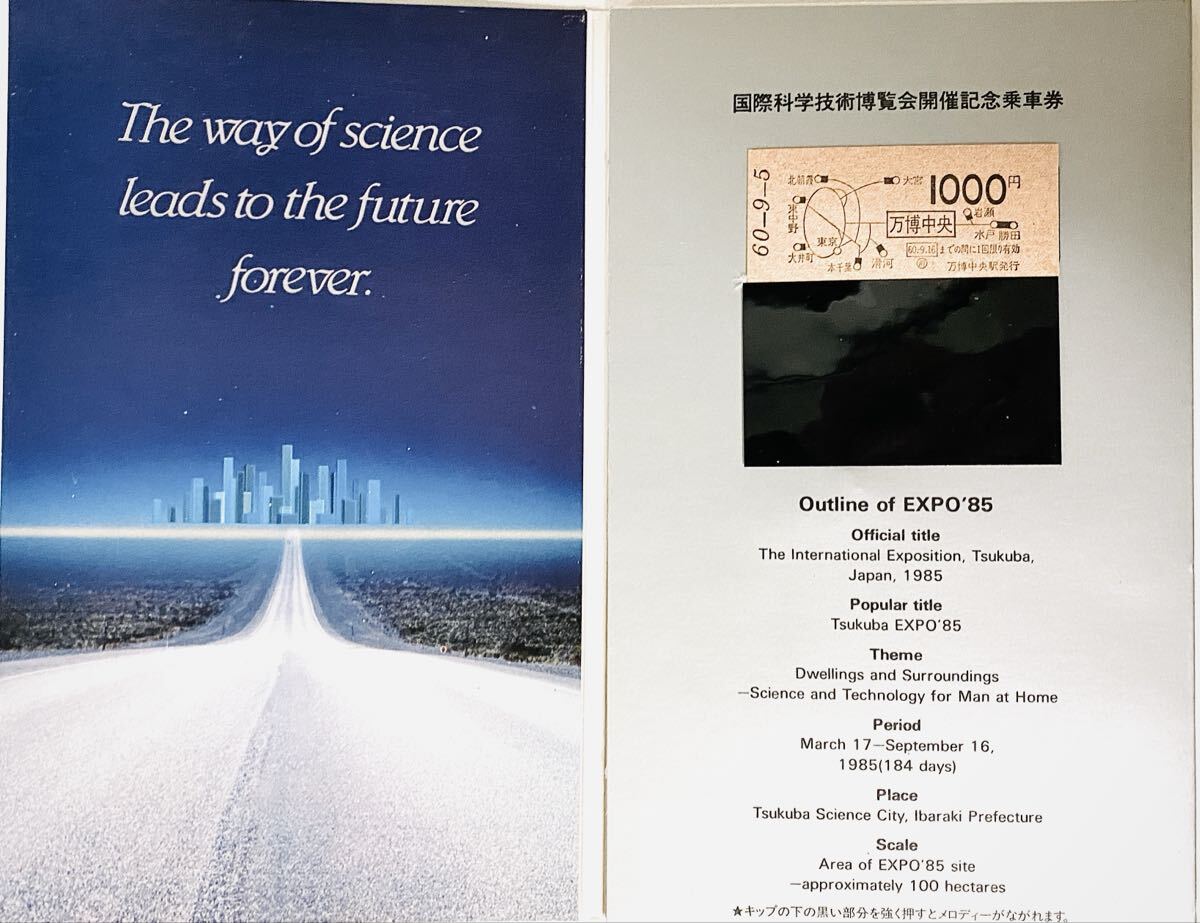 The way of science
leads to the future
forever.
国際科学技術博覧会開催記念乗車券
60-9-5
北朝霞
大宮
1000円
東中野
万博中央
岩瀬
水戸
勝田
東京
大井町
本千葉
滑河
60.9.16までの間に1回限り有効
万博中央駅発行
Outline of EXPO'85
Official title
The International Exposition, Tsukuba,
Japan, 1985
Popular title
Tsukuba EXPO'85
Theme
Dwellings and Surroundings
—Science and Technology for Man at Home
Period
March 17—September 16,
1985(184 days)
Place
Tsukuba Science City, Ibaraki Prefecture
Scale
Area of EXPO'85 site
—approximately 100 hectares
★キップの下の黒い部分を強く押すとメロディーがながれます。